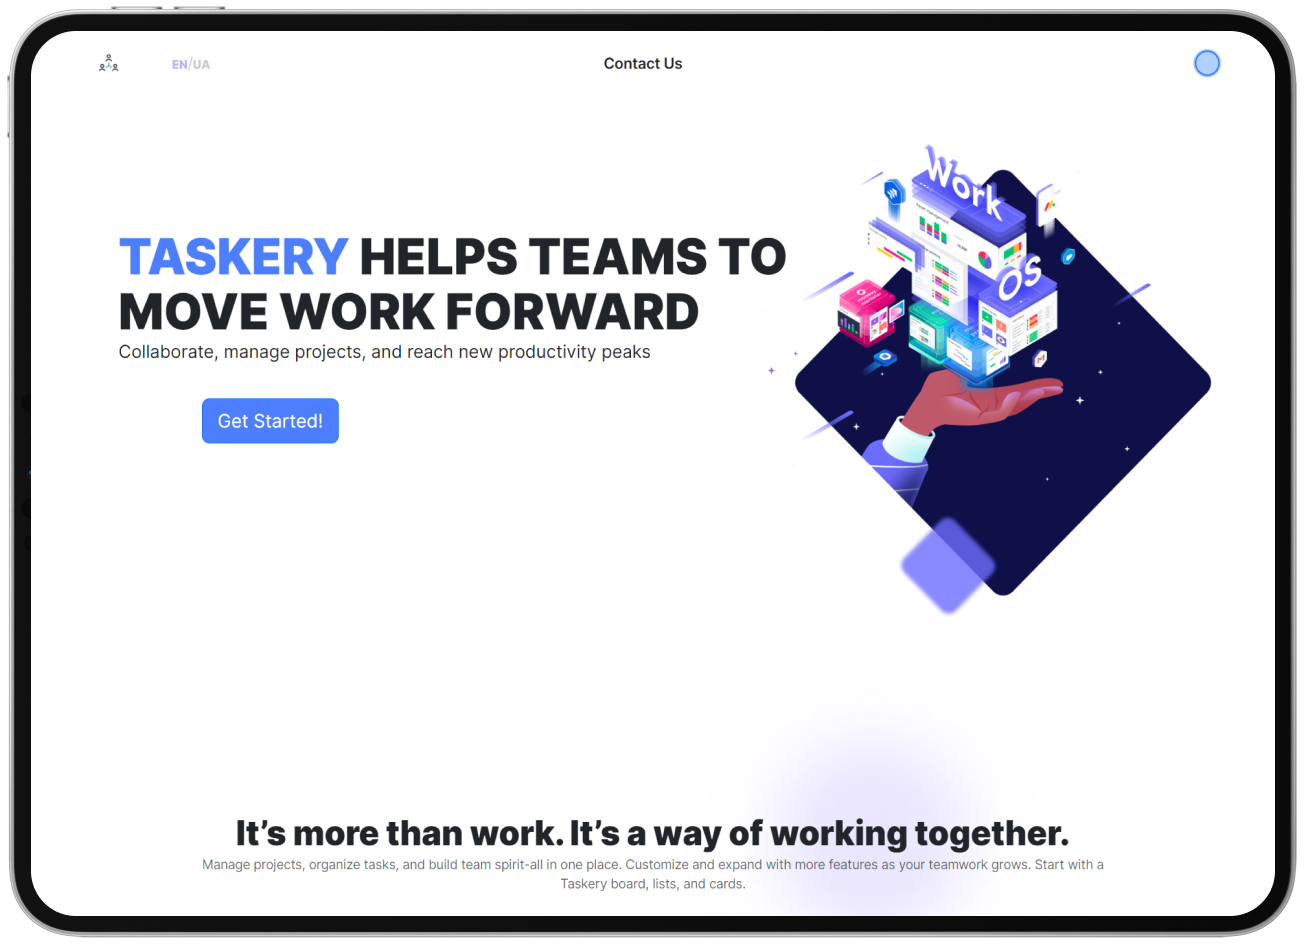 EN/UA
Contact Us
Work
OS
TASKERY HELPS TEAMS TO
MOVE WORK FORWARD
Collaborate, manage projects, and reach new productivity peaks
Get Started!
It’s more than work. It’s a way of working together.
Manage projects, organize tasks, and build team spirit-all in one place. Customize and expand with more features as your teamwork grows. Start with a
Taskery board, lists, and cards.